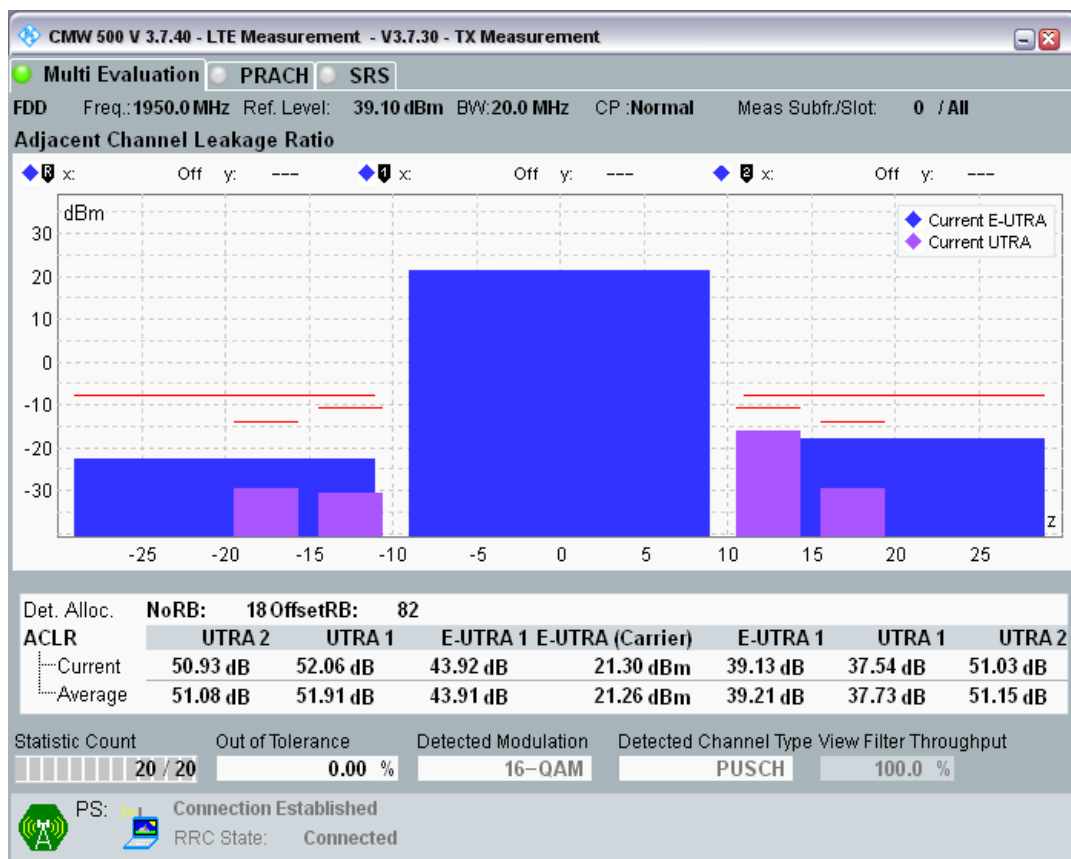 CMW 500 V 3.7.40 - LTE Measurement - V3.7.30 - TX Measurement
Multi Evaluation PRACH SRS
FDD Freq.:1950.0 MHz Ref. Level: 39.10 dBm BW:20.0 MHz CP :Normal Meas Subfr./Slot: 0 / All
Adjacent Channel Leakage Ratio
R x: Off y: --- 1 x: Off y: --- 2 x: Off y: ---
dBm
Current E-UTRA
Current UTRA
30
20
10
0
-10
-20
-30
z
-25 -20 -15 -10 -5 0 5 10 15 20 25
Det. Alloc. NoRB: 18 OffsetRB: 82
ACLR UTRA 2 UTRA 1 E-UTRA 1 E-UTRA (Carrier) E-UTRA 1 UTRA 1 UTRA 2
Current 50.93 dB 52.06 dB 43.92 dB 21.30 dBm 39.13 dB 37.54 dB 51.03 dB
Average 51.08 dB 51.91 dB 43.91 dB 21.26 dBm 39.21 dB 37.73 dB 51.15 dB
Statistic Count Out of Tolerance Detected Modulation Detected Channel Type View Filter Throughput
20 / 20 0.00 % 16-QAM PUSCH 100.0 %
PS: Connection Established
RRC State: Connected